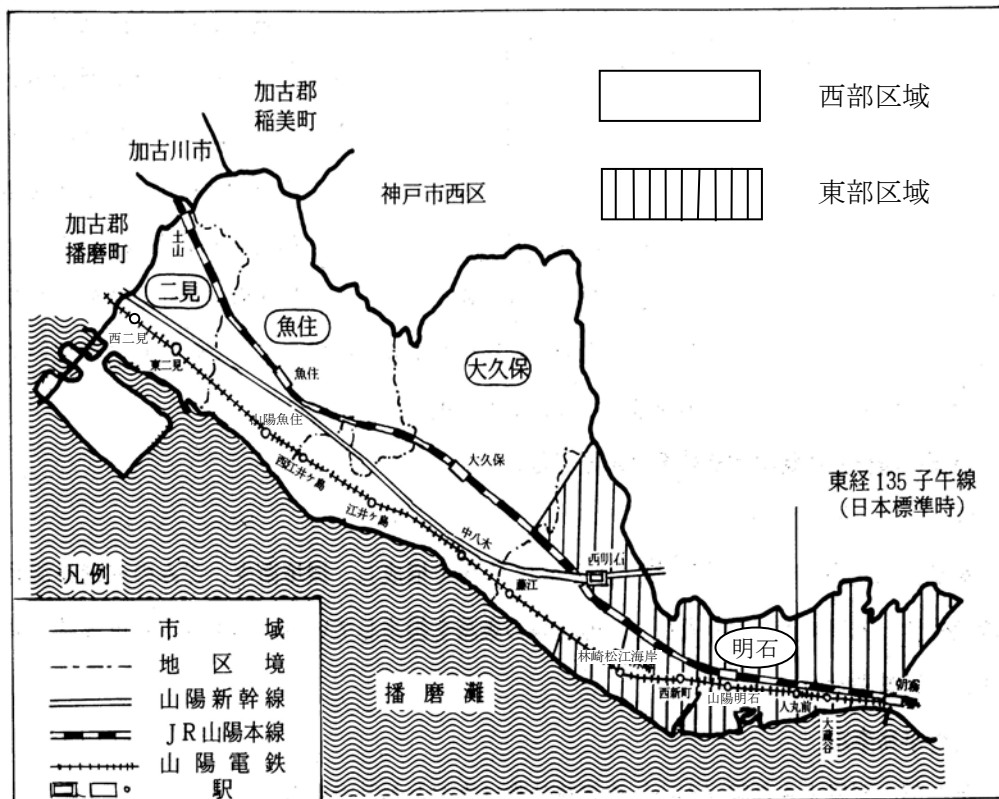 西部区域
東部区域
加古郡
稲美町
加古川市
神戸市西区
加古郡
播磨町
土山
二見
魚住
大久保
西二見
東二見
魚住
山陽魚住
西江井ヶ島
江井ヶ島
大久保
中八木
藤江
西明石
東経135子午線
(日本標準時)
林崎松江海岸
明石
西新町
山陽明石
人丸前
大蔵谷
朝霧
播磨灘
凡例
市域
地区境
山陽新幹線
JR山陽本線
山陽電鉄
駅